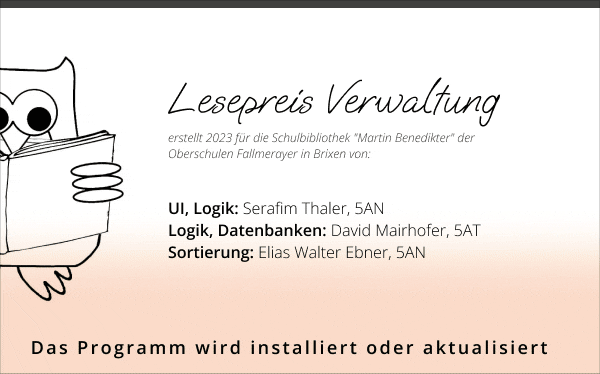 Lesepreis Verwaltung
erstellt 2023 für die Schulbibliothek "Martin Benedikter" der
Oberschulen Fallmerayer in Brixen von:
UI, Logik: Serafim Thaler, 5AN
Logik, Datenbanken: David Mairhofer, 5AT
Sortierung: Elias Walter Ebner, 5AN
Das Programm wird installiert oder aktualisiert